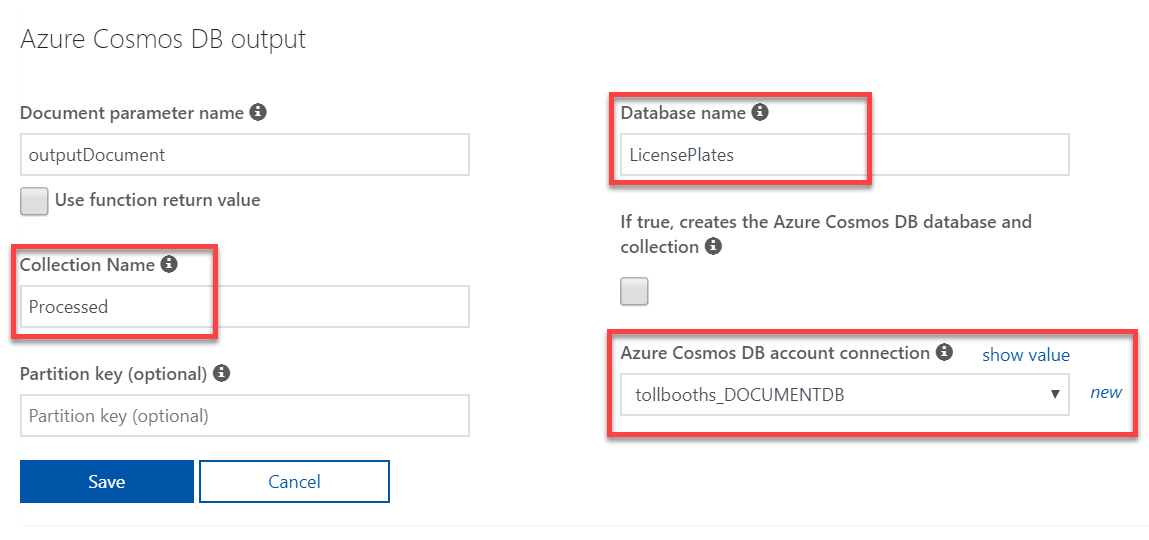 Azure Cosmos DB output
Document parameter name
outputDocument
Use function return value
Collection Name
Processed
Partition key (optional)
Partition key (optional)
Save
Cancel
Database name
LicensePlates
If true, creates the Azure Cosmos DB database and
collection
Azure Cosmos DB account connection
show value
tollbooths_DOCUMENTDB
new